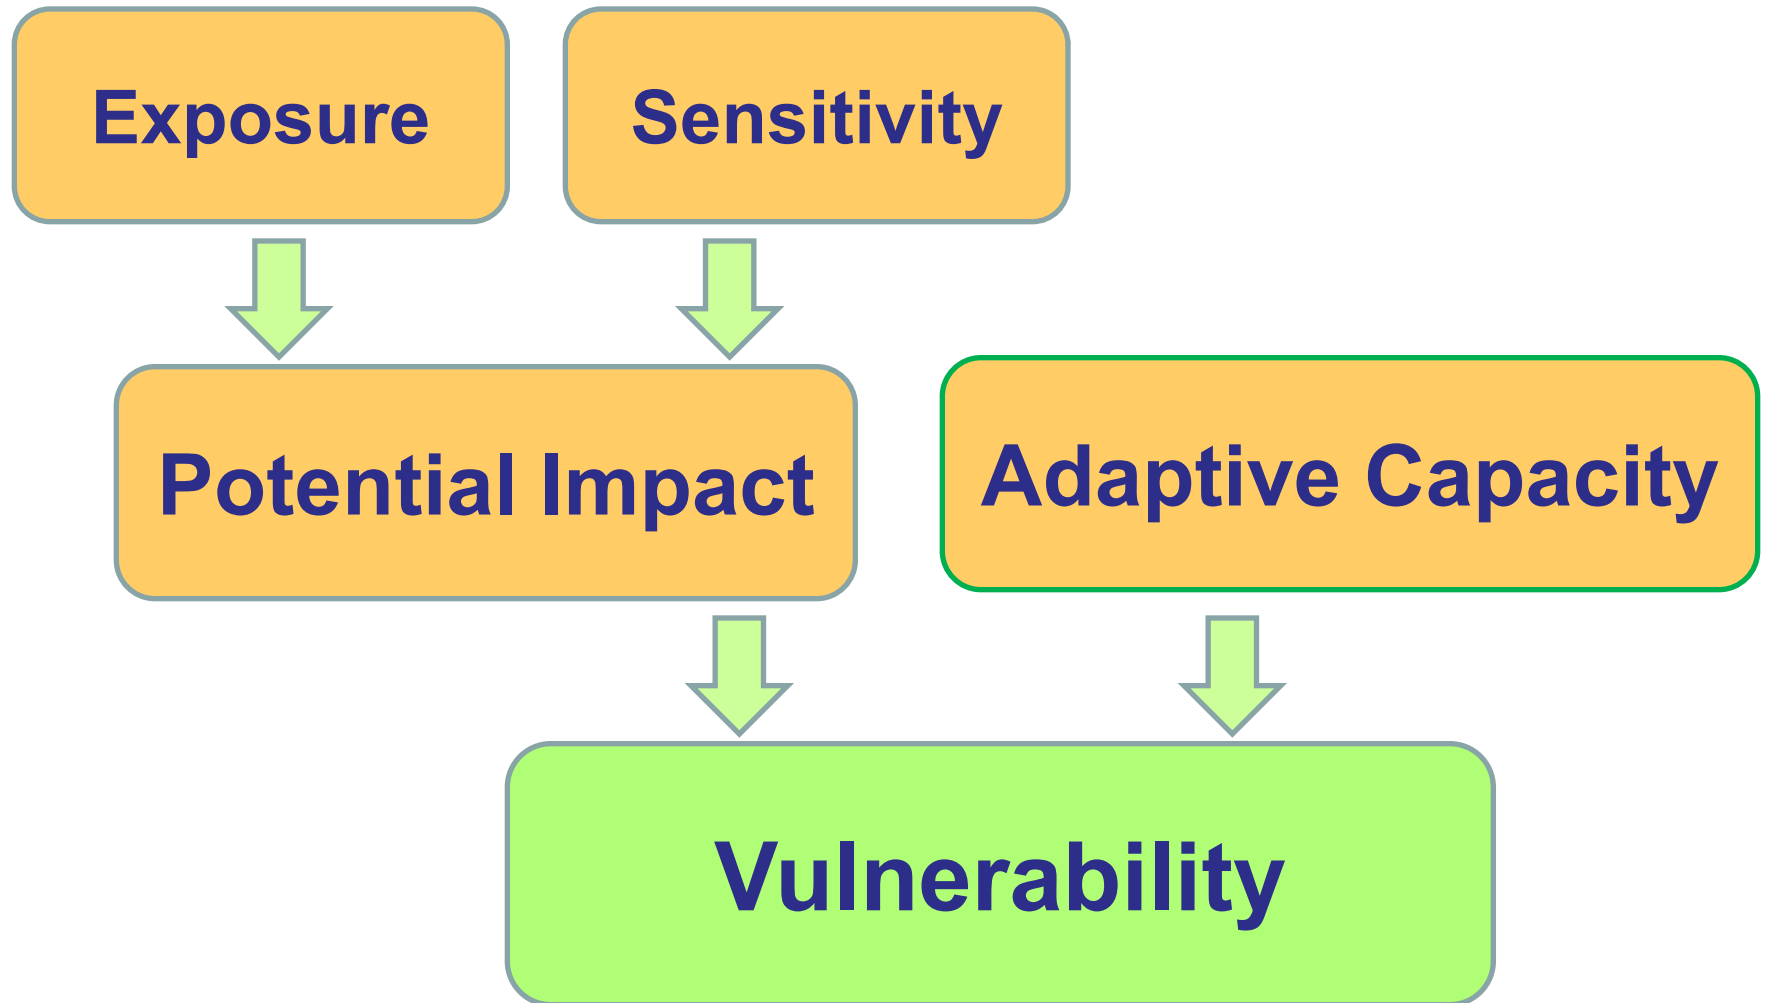 Exposure
Sensitivity
Potential Impact
Adaptive Capacity
Vulnerability